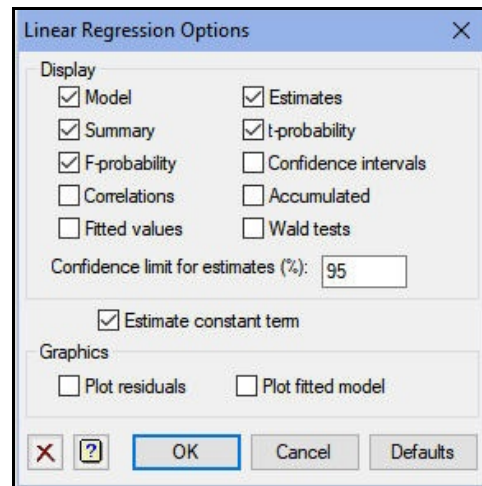 Linear Regression Options
Display
Model Estimates
Summary t-probability
F-probability Confidence intervals
Correlations Accumulated
Fitted values Wald tests
Confidence limit for estimates (%): 95
Estimate constant term
Graphics
Plot residuals Plot fitted model
? OK Cancel Defaults